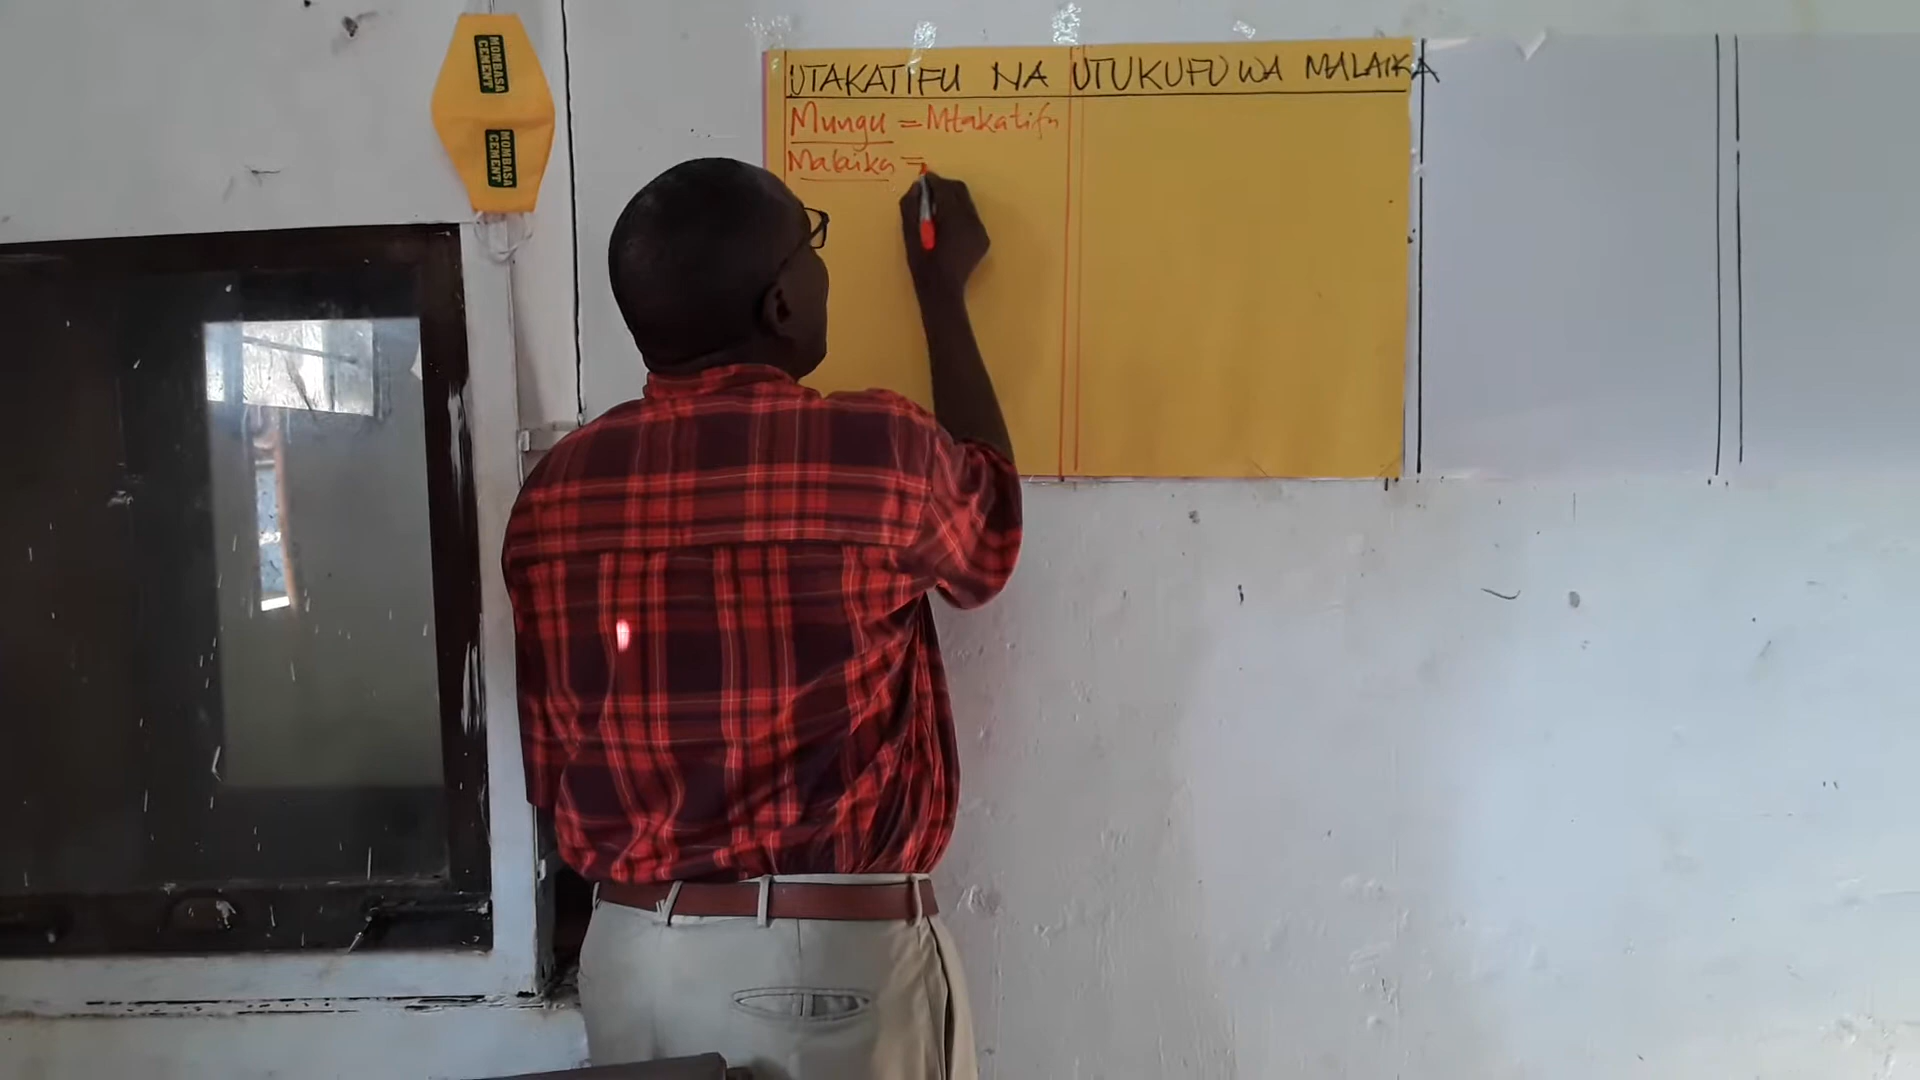 MOMBASA
CEMENT
MOMBASA
CEMENT
UTAKATIFU NA UTUKUFU WA MALAIKA
Mungu = Mtakatifu
Malaika =